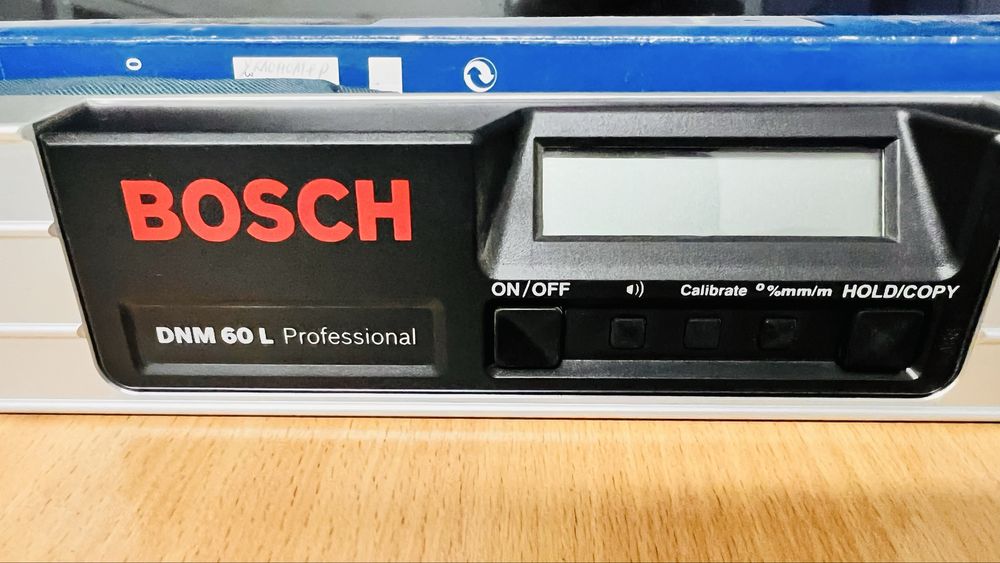 BOSCH
DNM 60 L Professional
ON/OFF
Calibrate
° %mm/m
HOLD/COPY